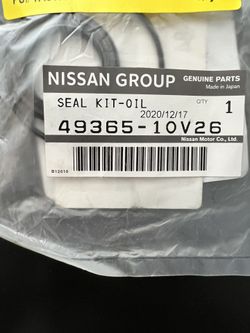 NISSAN GROUP GENUINE PARTS
Made in Japan
SEAL KIT-OIL QTY 1
2020/12/17
49365-10V26
Nissan Motor Co., Ltd.
B12618